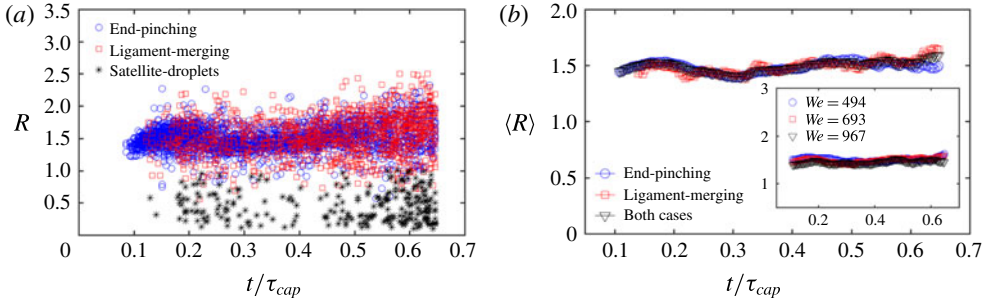 (a)
3.5
3.0
2.5
2.0
1.5
1.0
0.5
0
R
End-pinching
Ligament-merging
Satellite-droplets
0.1 0.2 0.3 0.4 0.5 0.6 0.7
t/τcap
(b)
2.0
1.5
1.0
0.5
0
⟨R⟩
End-pinching
Ligament-merging
Both cases
3
2
1
We = 494
We = 693
We = 967
0.2 0.4 0.6
0.1 0.2 0.3 0.4 0.5 0.6 0.7
t/τcap